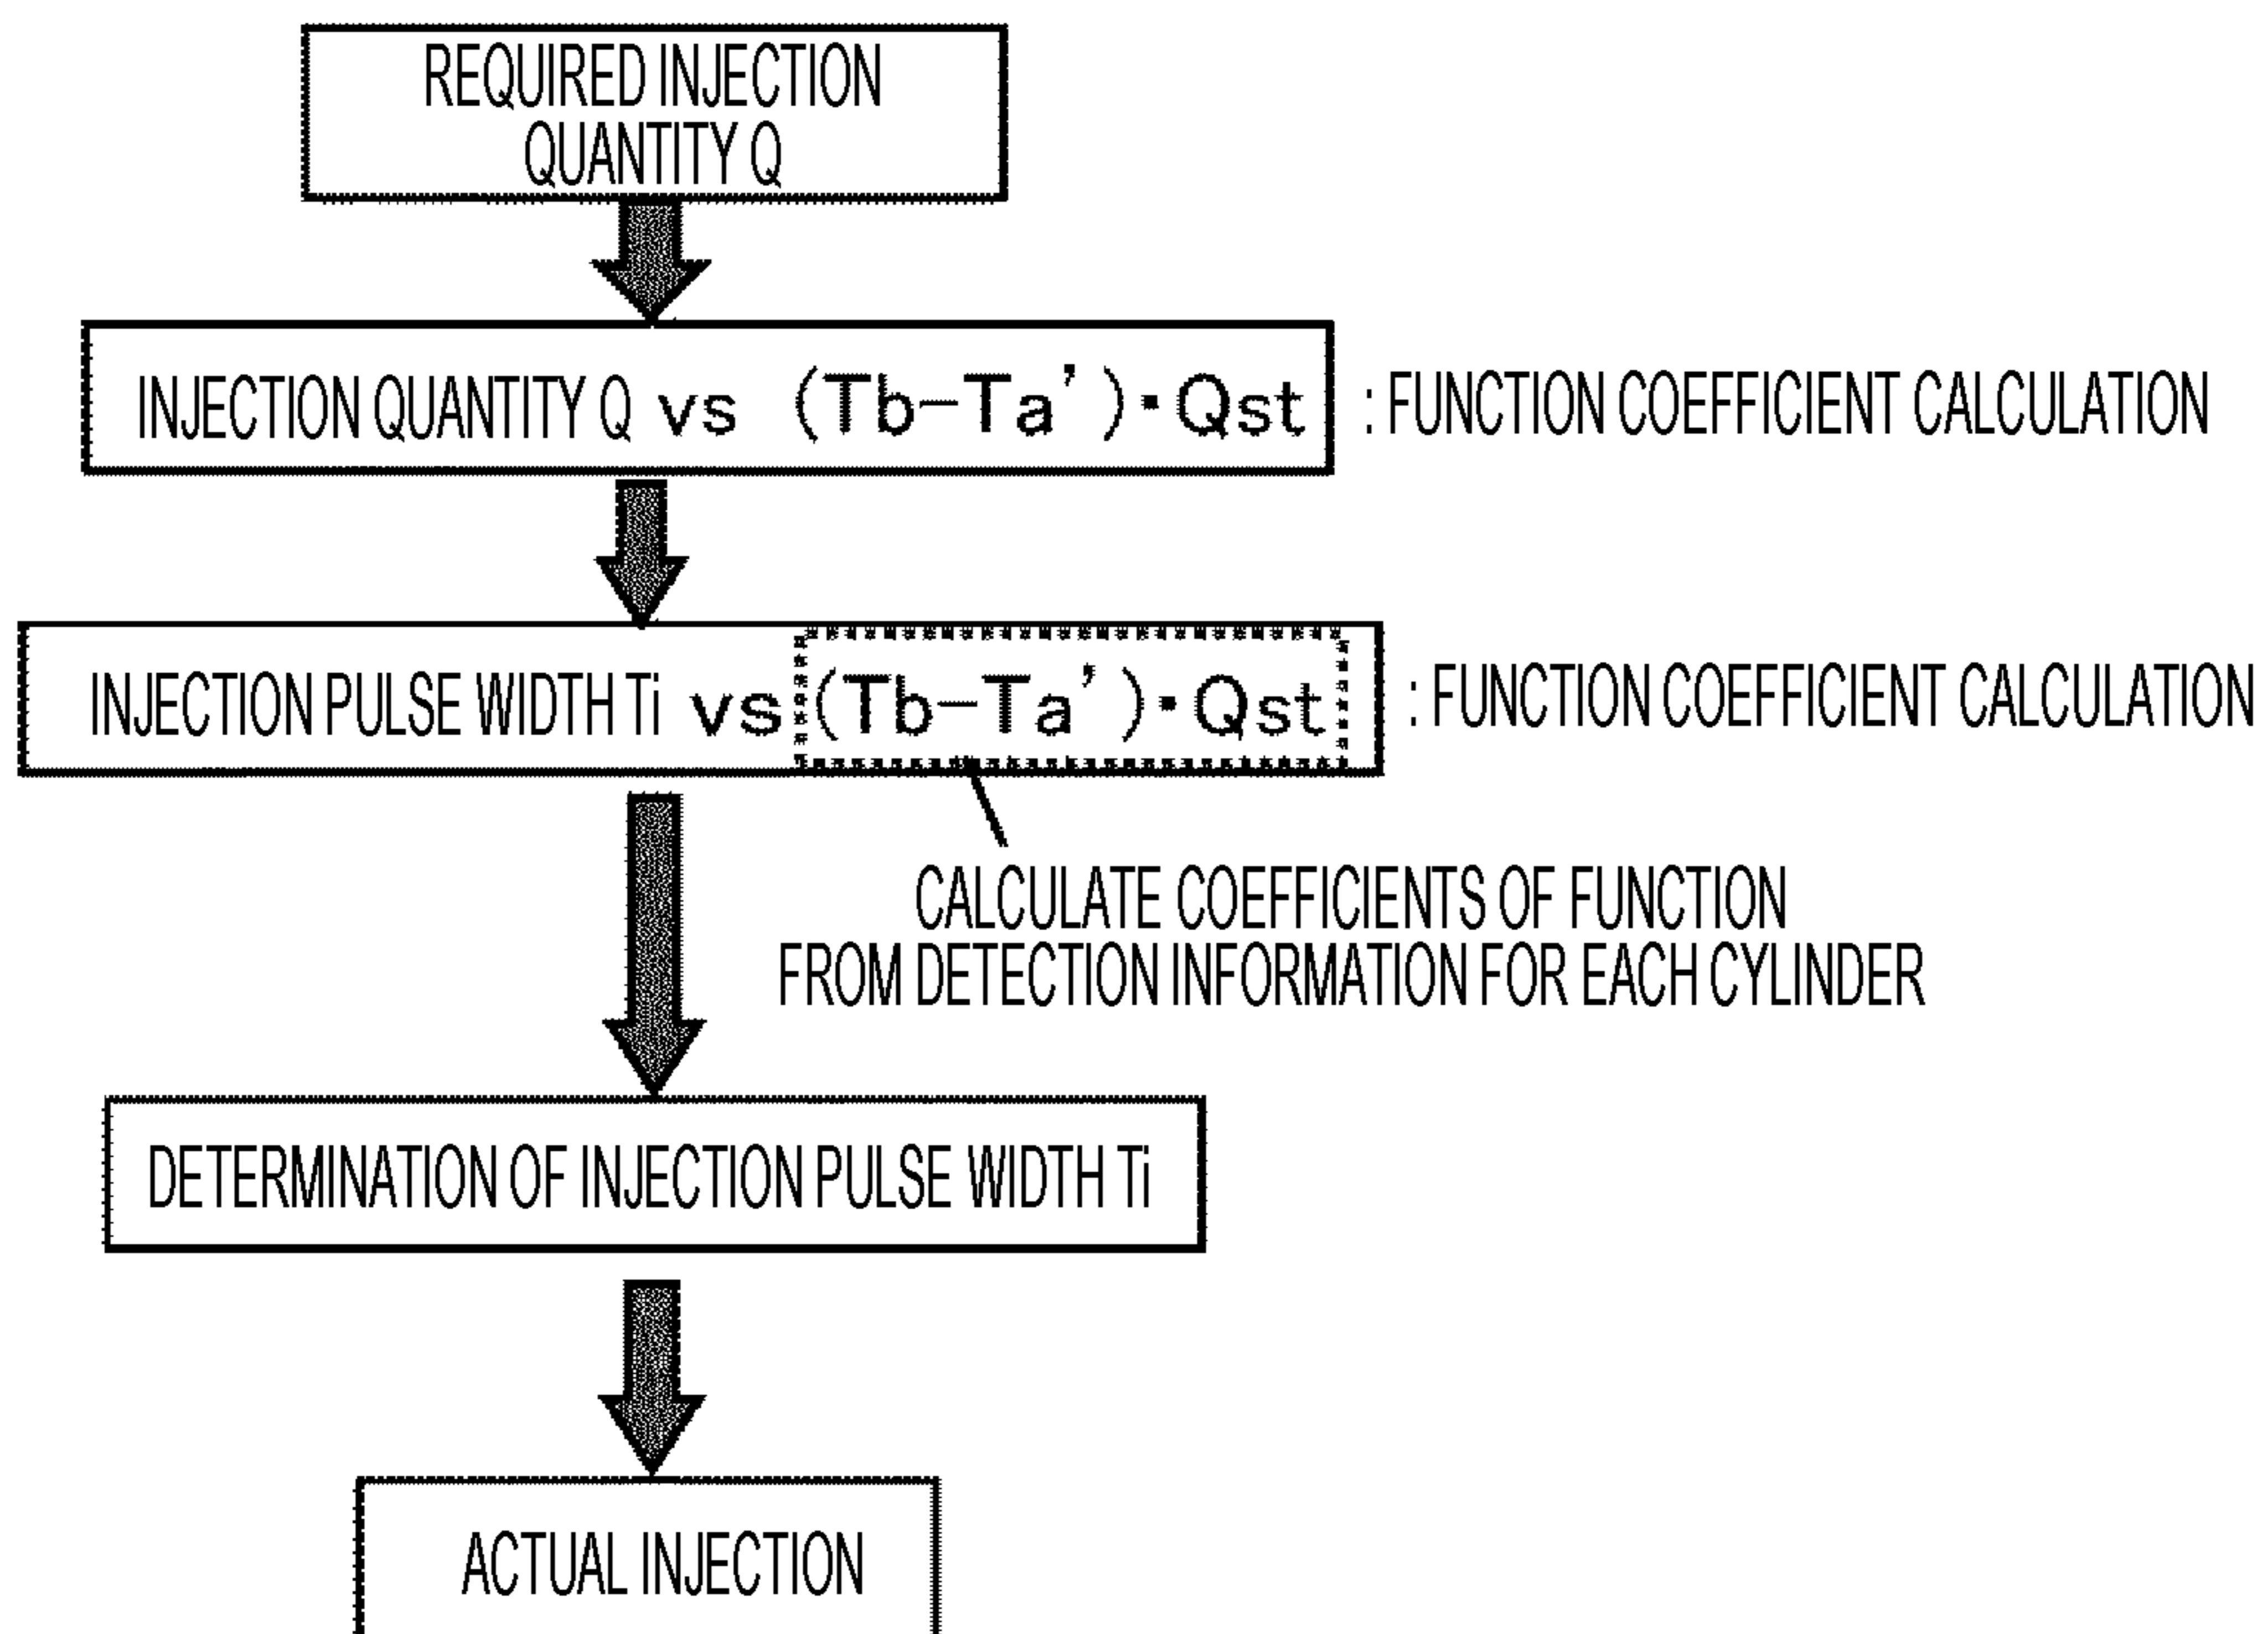 REQUIRED INJECTION
QUANTITY Q
INJECTION QUANTITY Q vs (Tb-Ta')・Qst : FUNCTION COEFFICIENT CALCULATION
INJECTION PULSE WIDTH Ti vs (Tb-Ta')・Qst : FUNCTION COEFFICIENT CALCULATION
CALCULATE COEFFICIENTS OF FUNCTION
FROM DETECTION INFORMATION FOR EACH CYLINDER
DETERMINATION OF INJECTION PULSE WIDTH Ti
ACTUAL INJECTION